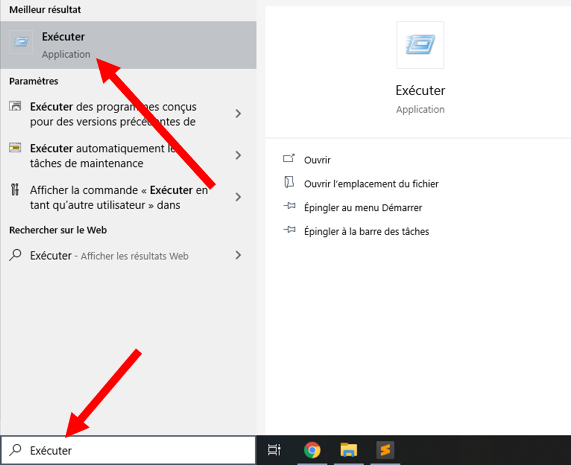 Meilleur résultat
Exécuter
Application
Paramètres
Exécuter des programmes conçus
pour des versions précédentes de
Exécuter automatiquement les
tâches de maintenance
Afficher la commande « Exécuter en
tant qu'autre utilisateur » dans
Rechercher sur le Web
Exécuter - Afficher les résultats Web
Exécuter
Exécuter
Application
Ouvrir
Ouvrir l'emplacement du fichier
Épingler au menu Démarrer
Épingler à la barre des tâches